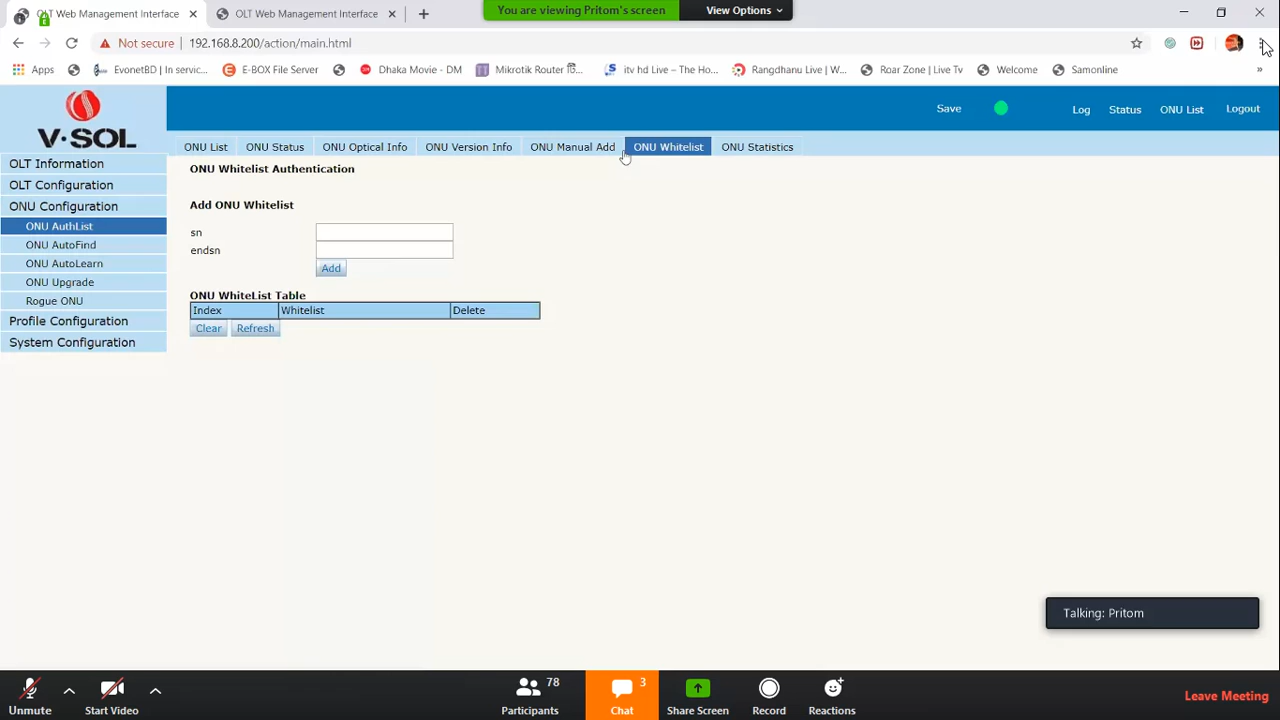 OLT Web Management Interface
OLT Web Management Interface
You are viewing Pritom's screen
View Options
Not secure
192.168.8.200/action/main.html
Apps
EvonetBD | In servic...
E-BOX File Server
Dhaka Movie - DM
Mikrotik Router
itv hd Live – The Ho...
Rangdhanu Live | W...
Roar Zone | Live Tv
Welcome
Samonline
V·SOL
Save
Log
Status
ONU List
Logout
OLT Information
OLT Configuration
ONU Configuration
ONU AuthList
ONU AutoFind
ONU AutoLearn
ONU Upgrade
Rogue ONU
Profile Configuration
System Configuration
ONU List
ONU Status
ONU Optical Info
ONU Version Info
ONU Manual Add
ONU Whitelist
ONU Statistics
ONU Whitelist Authentication
Add ONU Whitelist
sn
endsn
Add
ONU WhiteList Table
Index Whitelist Delete
Clear Refresh
Talking: Pritom
Unmute
Start Video
78
Participants
3
Chat
Share Screen
Record
Reactions
Leave Meeting